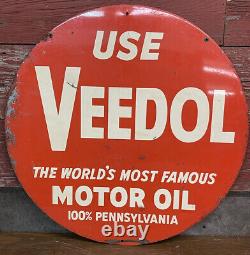 USE
VEEDOL
THE WORLD'S MOST FAMOUS
MOTOR OIL
100% PENNSYLVANIA